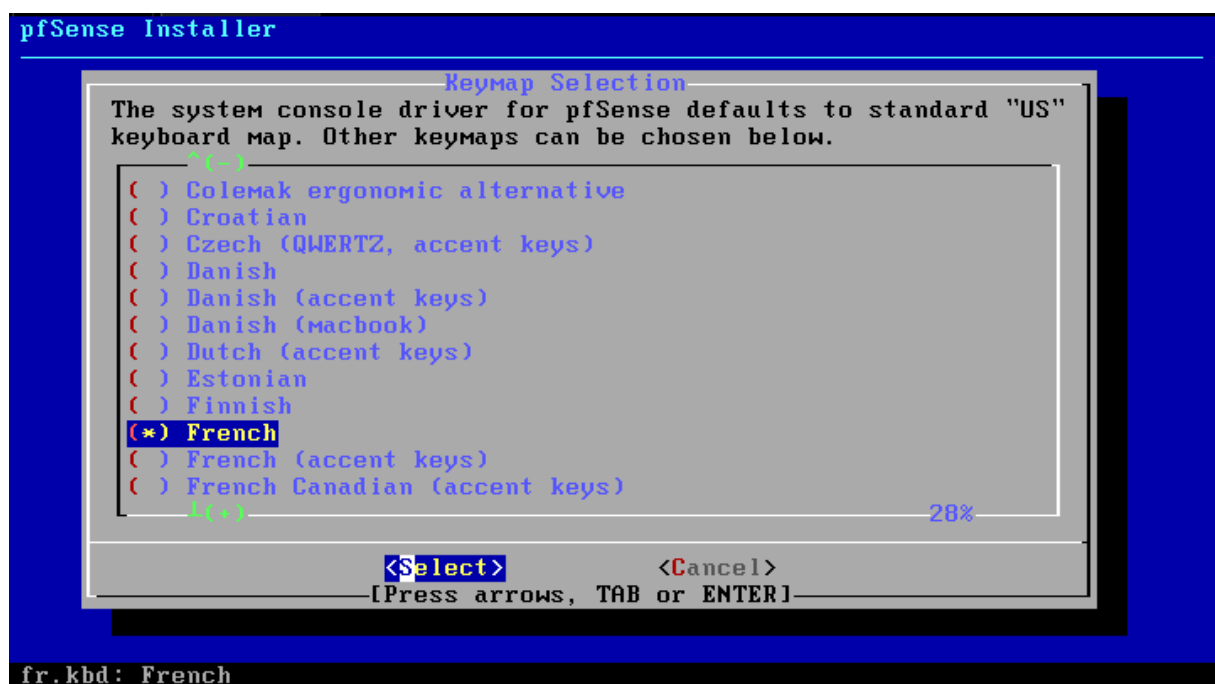 pfSense Installer
Keymap Selection
The system console driver for pfSense defaults to standard "US"
keyboard map. Other keymaps can be chosen below.
^(-)
( ) Colemak ergonomic alternative
( ) Croatian
( ) Czech (QWERTZ, accent keys)
( ) Danish
( ) Danish (accent keys)
( ) Danish (macbook)
( ) Dutch (accent keys)
( ) Estonian
( ) Finnish
(*) French
( ) French (accent keys)
( ) French Canadian (accent keys)
└(+) 28%
<Select> <Cancel>
[Press arrows, TAB or ENTER]
fr.kbd: French